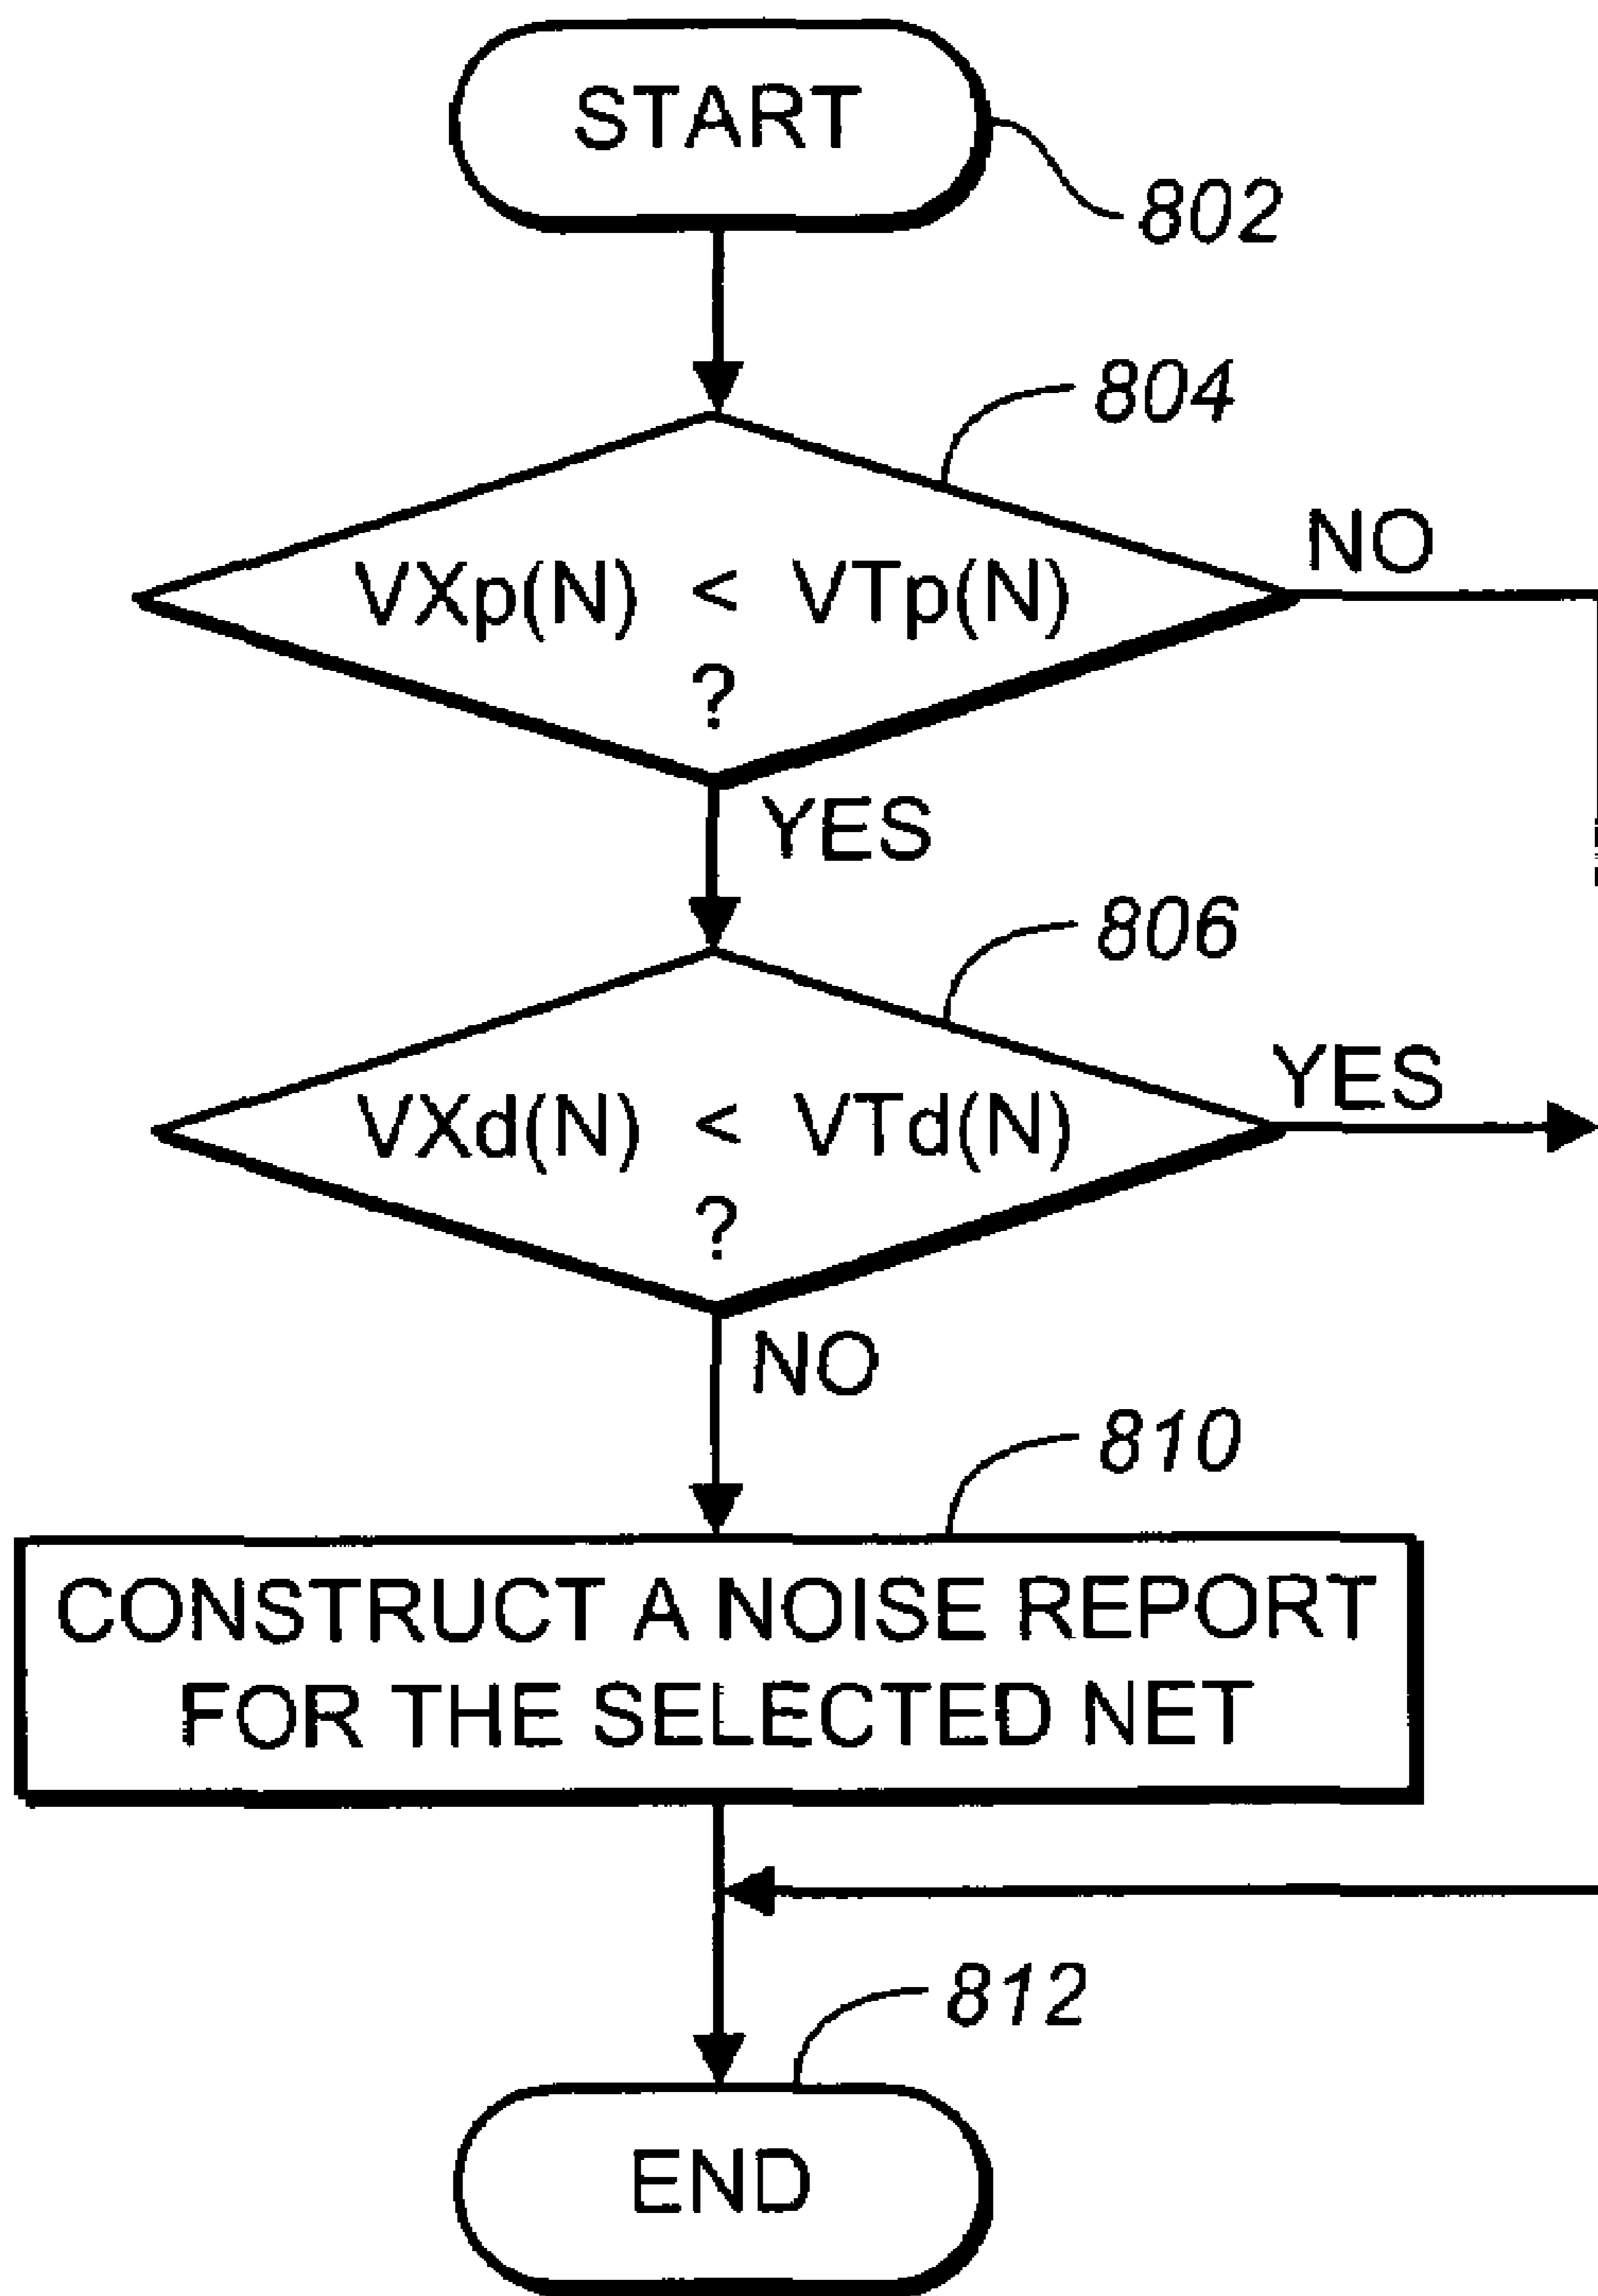 START
802
804
VXp(N) < VTp(N)
?
NO
YES
806
VXd(N) < VTd(N)
?
YES
NO
810
CONSTRUCT A NOISE REPORT
FOR THE SELECTED NET
812
END